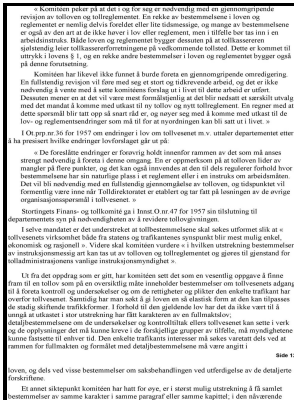 « Komitéen peker på at det i og for seg er nødvendig med en gjennomgripende
revisjon av tolloven og tollreglementet. En rekke av bestemmelsene i loven og
reglementet er nemlig delvis foreldet eller lite tidsmessige, og mange av bestemmelsene
er også av den art at de ikke hører i lov eller reglement, men i tilfelle bør tas inn i en
arbeidsinstruks. Både loven og reglementet bygger dessuten på at tollkassereren
sjelstendig leier tollkassererforretningene på vedkommende tollsted. Dette er kommet til
uttrykk i lovens § 5, og en rekke andre bestemmelser i loven og reglementet bygger også
på denne forutsetning.
Komitéen har likevel ikke funnet å burde foreta en gjennomgripende omredigering.
En fullstendig revisjon vil føre med seg et stort og tidkrevende arbeid, og det er ikke
nødvendig å vente med å sette komitéens forslag ut i livet til dette arbeid er utført.
Dessuten mener en at det vil være mest formålstjenlig at det blir nedsatt et særskilt utvalg
med det mandat å komme med utkast til ny tollov og nytt tollreglement. En regner med at
dette spørsmål blir tatt opp så snart råd er, og nøyer seg med å komme med utkast til de
lov- og reglementsendringer som må til for at nyordningen kan bli satt ut i livet. »
I Ot.prp.nr.36 for 1957 om endringer i lov om tollvesenet m.v. uttaler departementet etter
å ha presisert hvilke endringer lovforslaget går ut på:
« De foreslåtte endringer er forøvrig holdt innenfor rammen av det som må anses
strengt nødvendig å foreta i denne omgang. En er oppmerksom på at tolloven lider av
mangler på flere punkter, og det kan også innvendes at den til dels regulerer forhold hvor
bestemmelsene har sin naturlige plass i et reglement eller i en instruks om arbeidsmåten.
Det vil bli nødvendig med en fullstendig gjennomgåelse av tolloven, og tidspunktet vil
formentlig være inne når Tolldirektoratet er etablert og tar fatt på løsningen av de øvrige
organisasjonsspørsmål i tollvesenet. »
Stortingets Finans- og tollkomité ga i Innst.O.nr.47 for 1957 sin tilslutning til
departementets syn på nødvendigheten av å revidere tollovgivningen.
I selve mandatet er det understreket at tollbestemmelsene skal søkes utformet slik at «
tollvesenets virksomhet både fra statens og trafikantenes synspunkt blir mest mulig enkel,
økonomisk og rasjonell ». Videre skal komitéen vurdere « i hvilken utstrekning bestemmelser
av instruksjonsmessig art kan tas ut av tolloven og tollreglementet og gjøres til gjenstand for
tolladministrasjonens vanlige instruksjonsmyndighet ».
Ut fra det oppdrag som er gitt, har komitéen sett det som en vesentlig oppgave å finne
fram til en tollov som på en oversiktlig måte inneholder bestemmelser om tollvesenets adgang
til å foreta kontroll og undersøkelser og om de rettigheter og plikter den enkelte trafikant har
overfor tollvesenet. Samtidig har man søkt å gi loven en så elastisk form at den kan tilpasses
de stadig skiftende trafikkformer. I forhold til den gjeldende lov har det da ikke vært til å
unngå at utkastet i stor utstrekning har fått karakteren av en fullmaktslov;
detaljbestemmelsene om de undersøkelser og kontrolltiltak ellers tollvesenet kan sette i verk
og de opplysninger det må kunne kreve i de forskjellige grupper av tilfelle, må myndighetene
kunne fastsette til enhver tid. Den enkelte trafikants interesser må søkes varetatt dels ved at
rammen for fullmakten og formålet med detaljbestemmelsene må være angitt i
Side 1:
loven, og dels ved visse bestemmelser om saksbehandlingen ved utferdigelse av de detaljerte
forskriftene.
Et annet siktepunkt komitéen har hatt for øye, er i størst mulig utstrekning å få samlet
bestemmelser av samme karakter i samme paragraf eller samme kapittel; i den nåværende